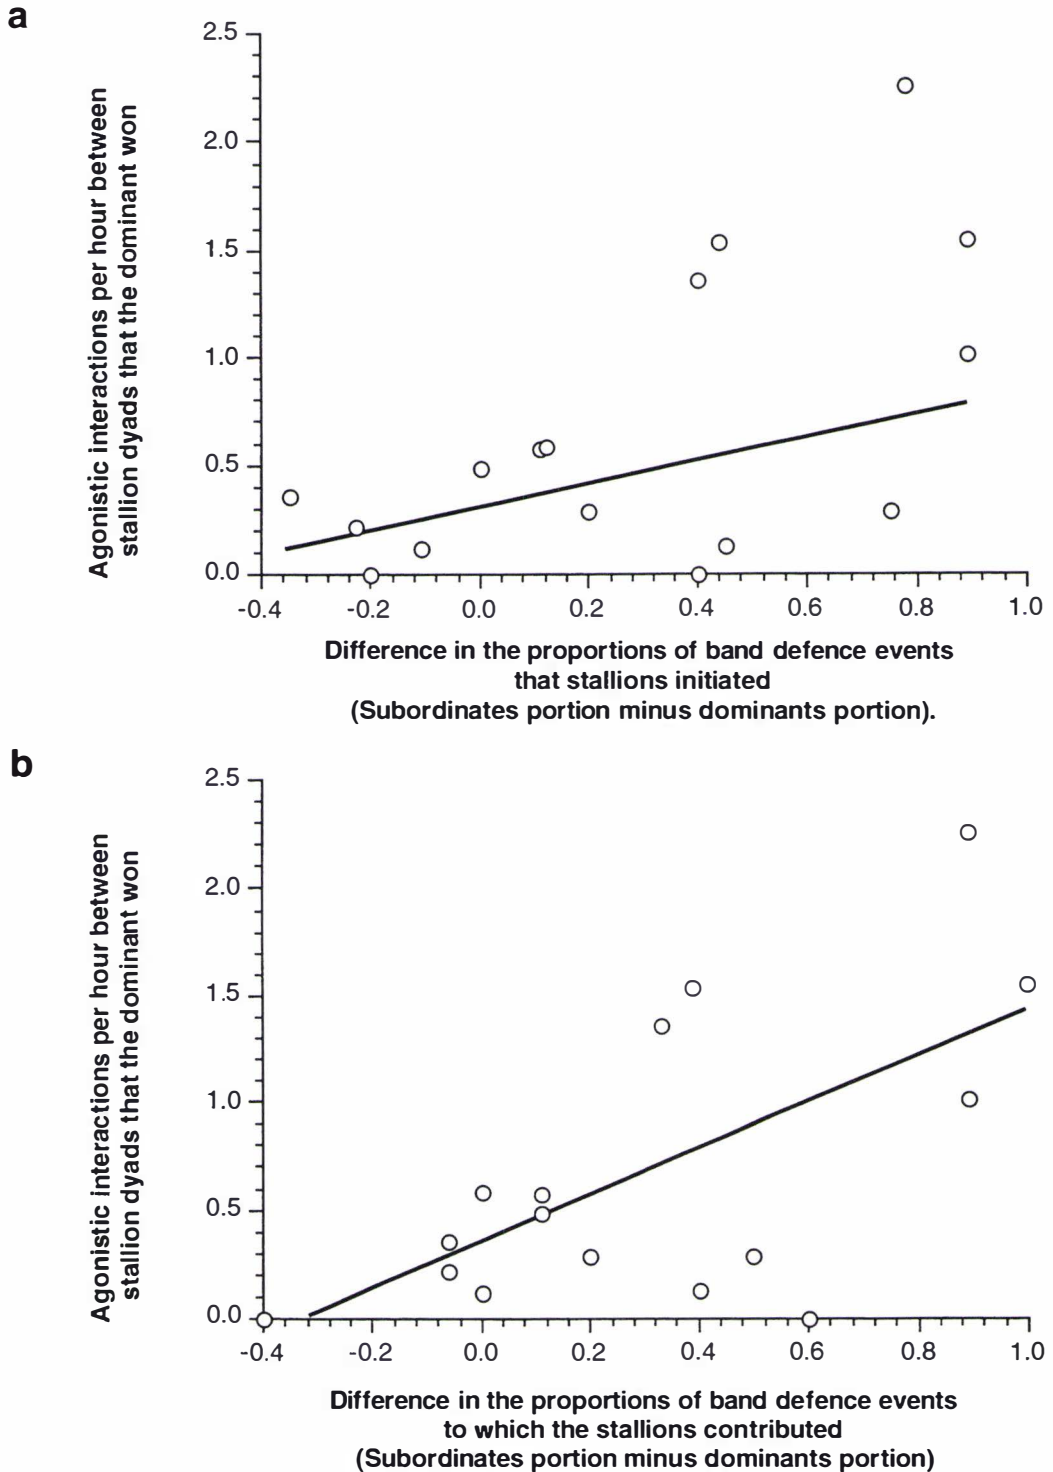 a
Agonistic interactions per hour between
stallion dyads that the dominant won
2.5
2.0
1.5
1.0
0.5
0.0
-0.4 -0.2 0.0 0.2 0.4 0.6 0.8 1.0
Difference in the proportions of band defence events
that stallions initiated
(Subordinates portion minus dominants portion).
b
Agonistic interactions per hour between
stallion dyads that the dominant won
2.5
2.0
1.5
1.0
0.5
0.0
-0.4 -0.2 0.0 0.2 0.4 0.6 0.8 1.0
Difference in the proportions of band defence events
to which the stallions contributed
(Subordinates portion minus dominants portion)